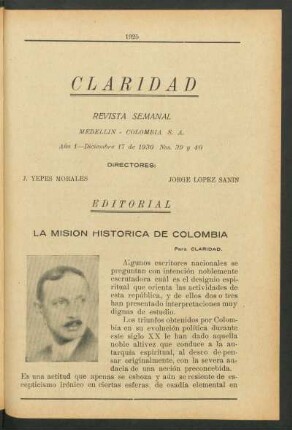 1925
CLARIDAD
REVISTA SEMANAL
MEDELLIN - COLOMBIA S. A.
Año 1—Diciembre 17 de 1930 Nos. 39 y 40
DIRECTORES:
J. YEPES MORALES JORGE LOPEZ SANIN
EDITORIAL
LA MISION HISTORICA DE COLOMBIA
Para CLARIDAD.
Algunos escritores nacionales se
preguntan con intención noblemente
escrutadora cuál es el designio espi-
ritual que orienta las actividades de
esta república, y de ellos dos o tres
han presentado interpretaciones muy
dignas de estudio.
Los triunfos obtenidos por Colom-
bia en su evolución política durante
este siglo XX le han dado aquella
noble altivez que conduce a la au-
tarquía espiritual, al deseo de pen-
sar originalmente, con la severa au-
dacia de una acción preconcebida.
Es una actitud que apenas se esboza y aún adolesciente de es-
cepticismo irónico en ciertas esferas, de osadía elemental en